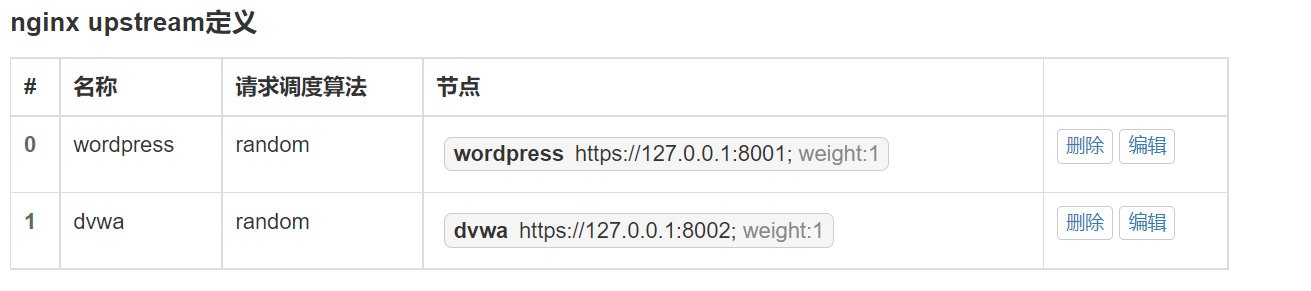 nginx upstream定义
# 名称 请求调度算法 节点
0 wordpress random wordpress https://127.0.0.1:8001; weight:1 删除 编辑
1 dvwa random dvwa https://127.0.0.1:8002; weight:1 删除 编辑